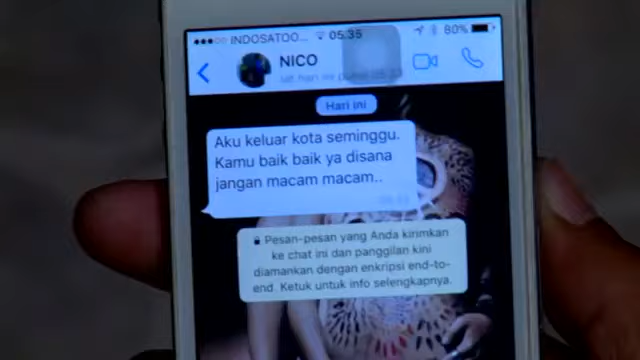 INDOSATOO... 05.35 80%
NICO
Hari ini
Aku keluar kota seminggu.
Kamu baik baik ya disana
jangan macam macam..
Pesan-pesan yang Anda kirimkan
ke chat ini dan panggilan kini
diamankan dengan enkripsi end-to-
end. Ketuk untuk info selengkapnya.